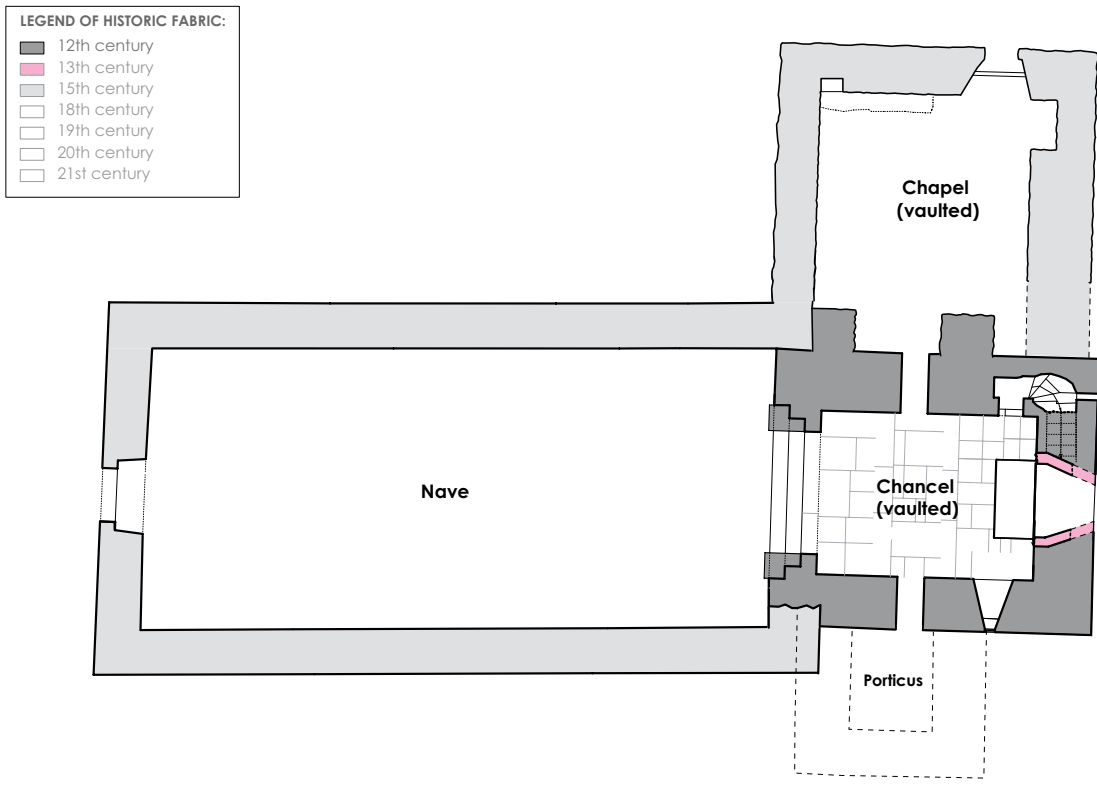 LEGEND OF HISTORIC FABRIC:
12th century
13th century
15th century
18th century
19th century
20th century
21st century
Chapel
(vaulted)
Nave
Chancel
(vaulted)
Porticus